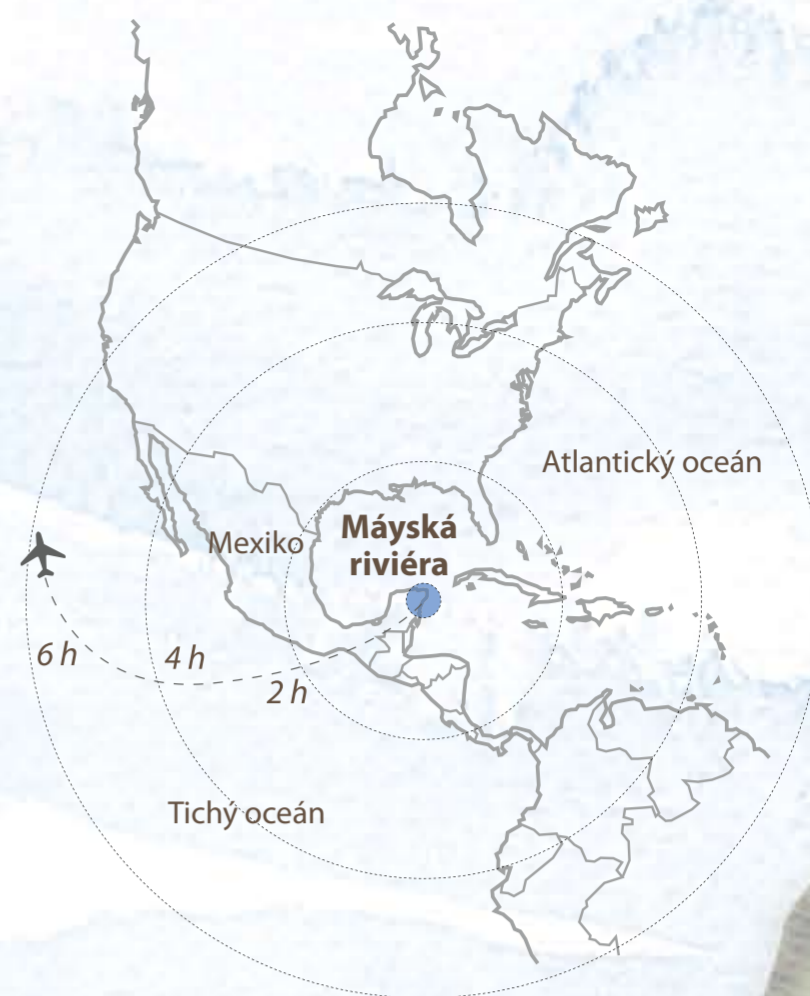 Atlantický oceán
Mexiko
Máyská
riviéra
6 h
4 h
2 h
Tichý oceán